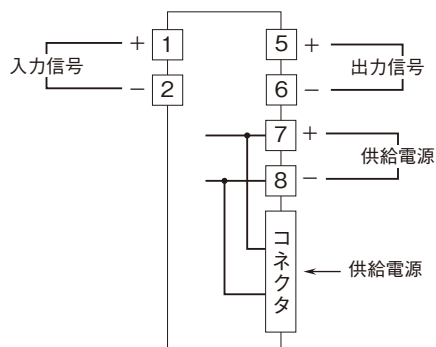 + 1
入力信号
− 2
5 +
出力信号
6 −
7 +
供給電源
8 −
コネクタ
供給電源